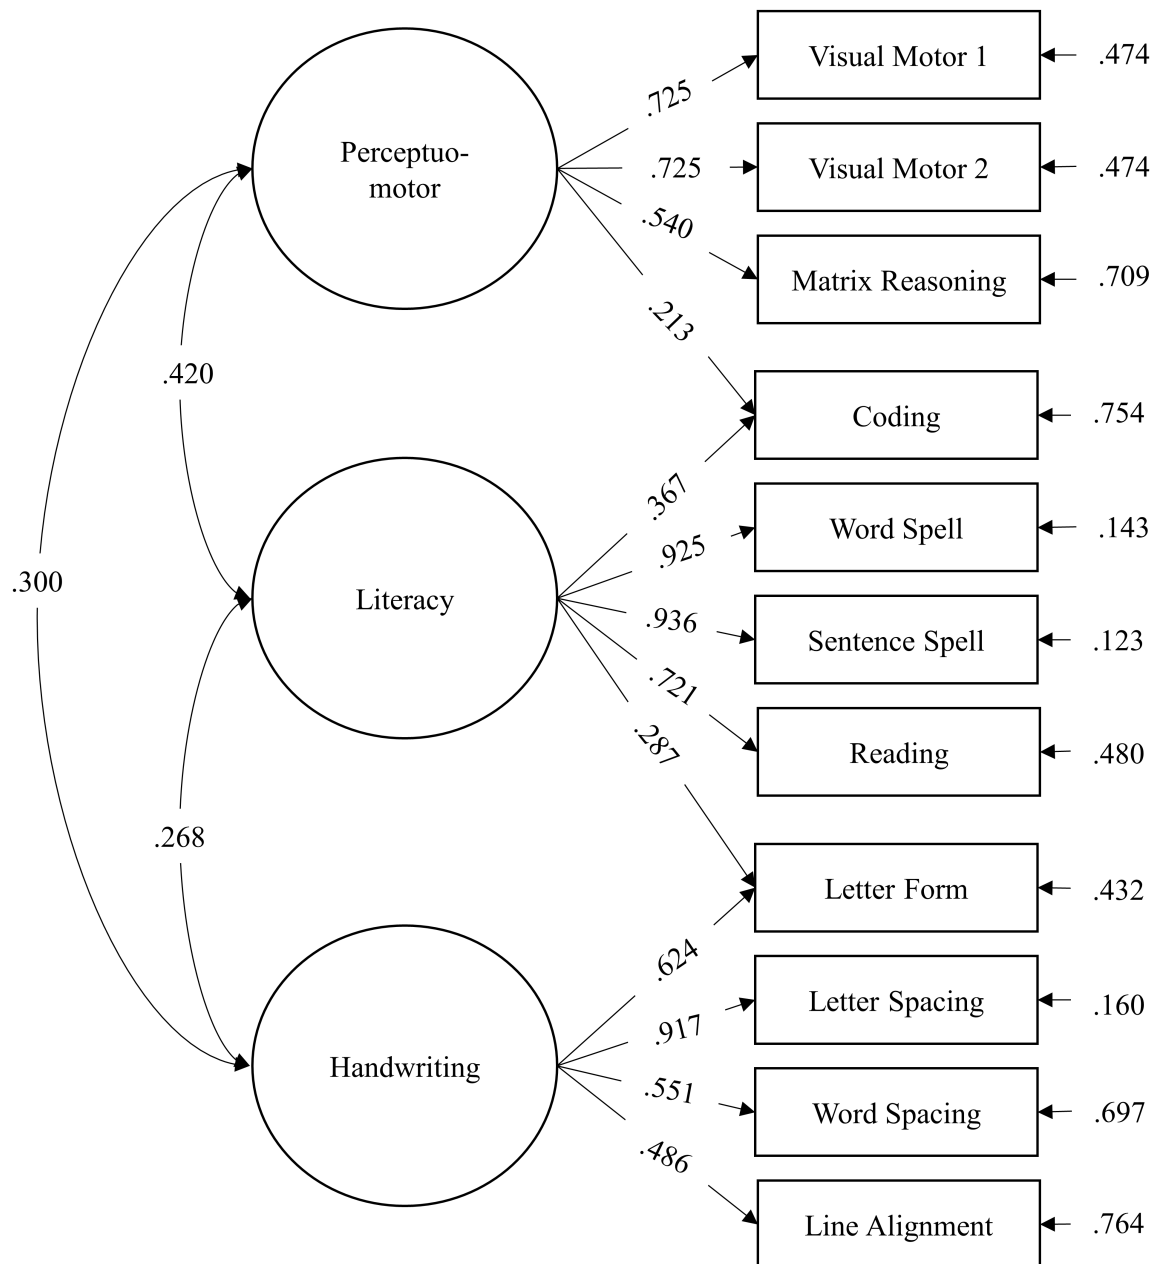 Visual Motor 1
.474
.725
Perceptuo-
motor
.725
Visual Motor 2
.474
.540
Matrix Reasoning
.709
.213
.420
Coding
.754
.367
.925
Word Spell
.143
.300
Literacy
.936
Sentence Spell
.123
.721
.287
Reading
.480
.268
Letter Form
.432
.624
.917
Letter Spacing
.160
Handwriting
.551
Word Spacing
.697
.486
Line Alignment
.764